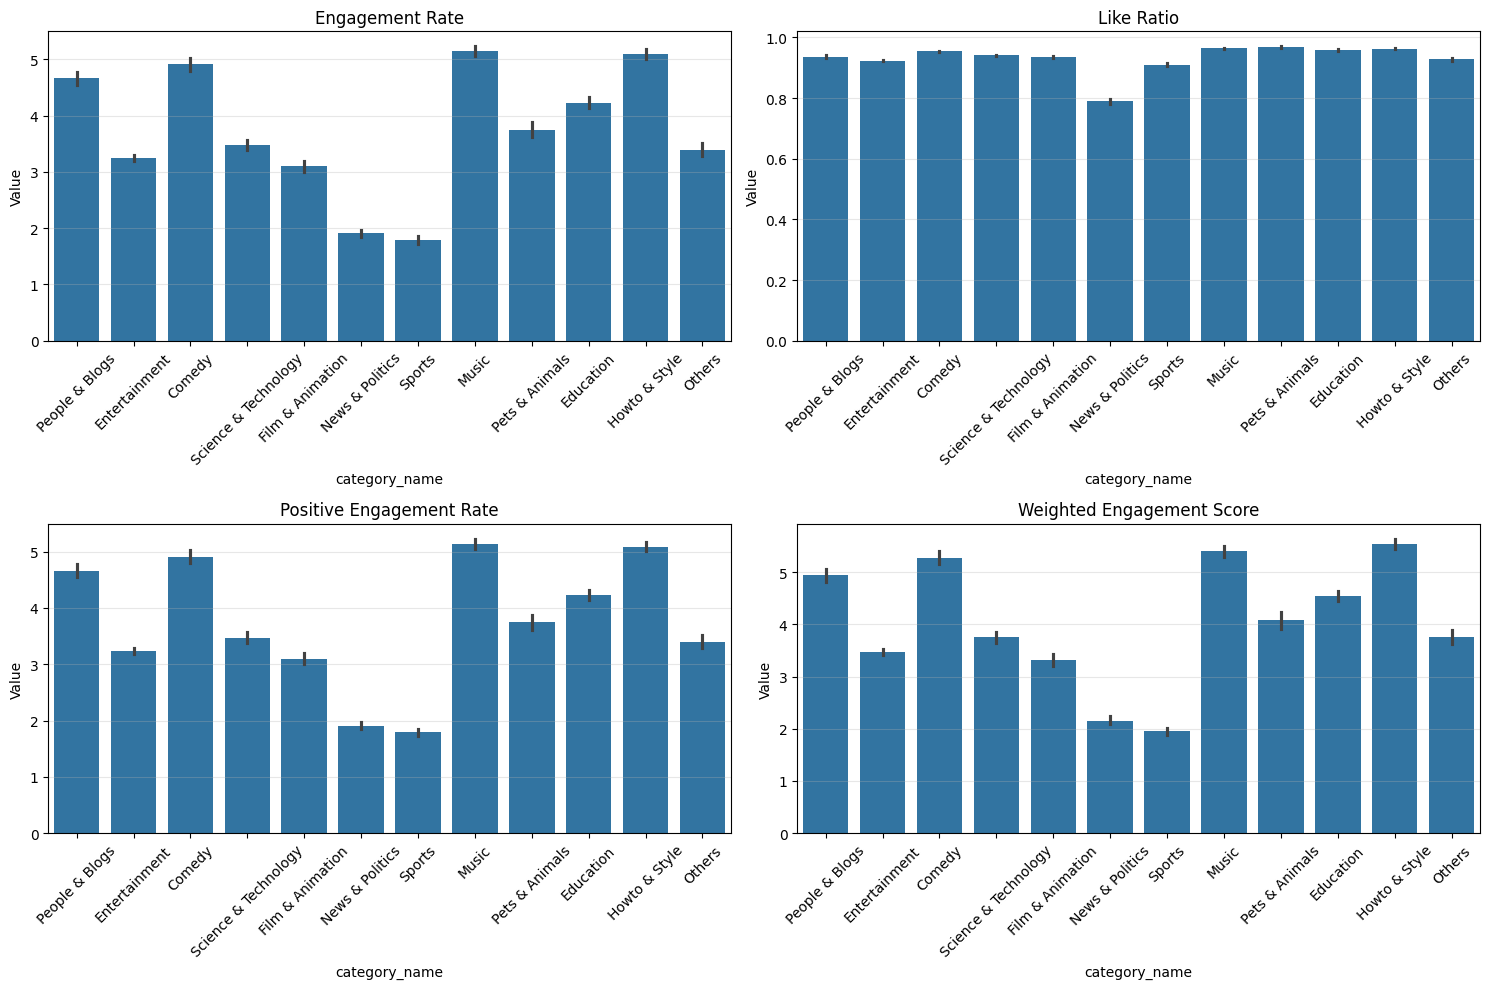 Engagement Rate
Value
5
4
3
2
1
0
People & Blogs
Entertainment
Comedy
Science & Technology
Film & Animation
News & Politics
Sports
Music
Pets & Animals
Education
Howto & Style
Others
category_name
Like Ratio
Value
1.0
0.8
0.6
0.4
0.2
0.0
People & Blogs
Entertainment
Comedy
Science & Technology
Film & Animation
News & Politics
Sports
Music
Pets & Animals
Education
Howto & Style
Others
category_name
Positive Engagement Rate
Value
5
4
3
2
1
0
People & Blogs
Entertainment
Comedy
Science & Technology
Film & Animation
News & Politics
Sports
Music
Pets & Animals
Education
Howto & Style
Others
category_name
Weighted Engagement Score
Value
5
4
3
2
1
0
People & Blogs
Entertainment
Comedy
Science & Technology
Film & Animation
News & Politics
Sports
Music
Pets & Animals
Education
Howto & Style
Others
category_name